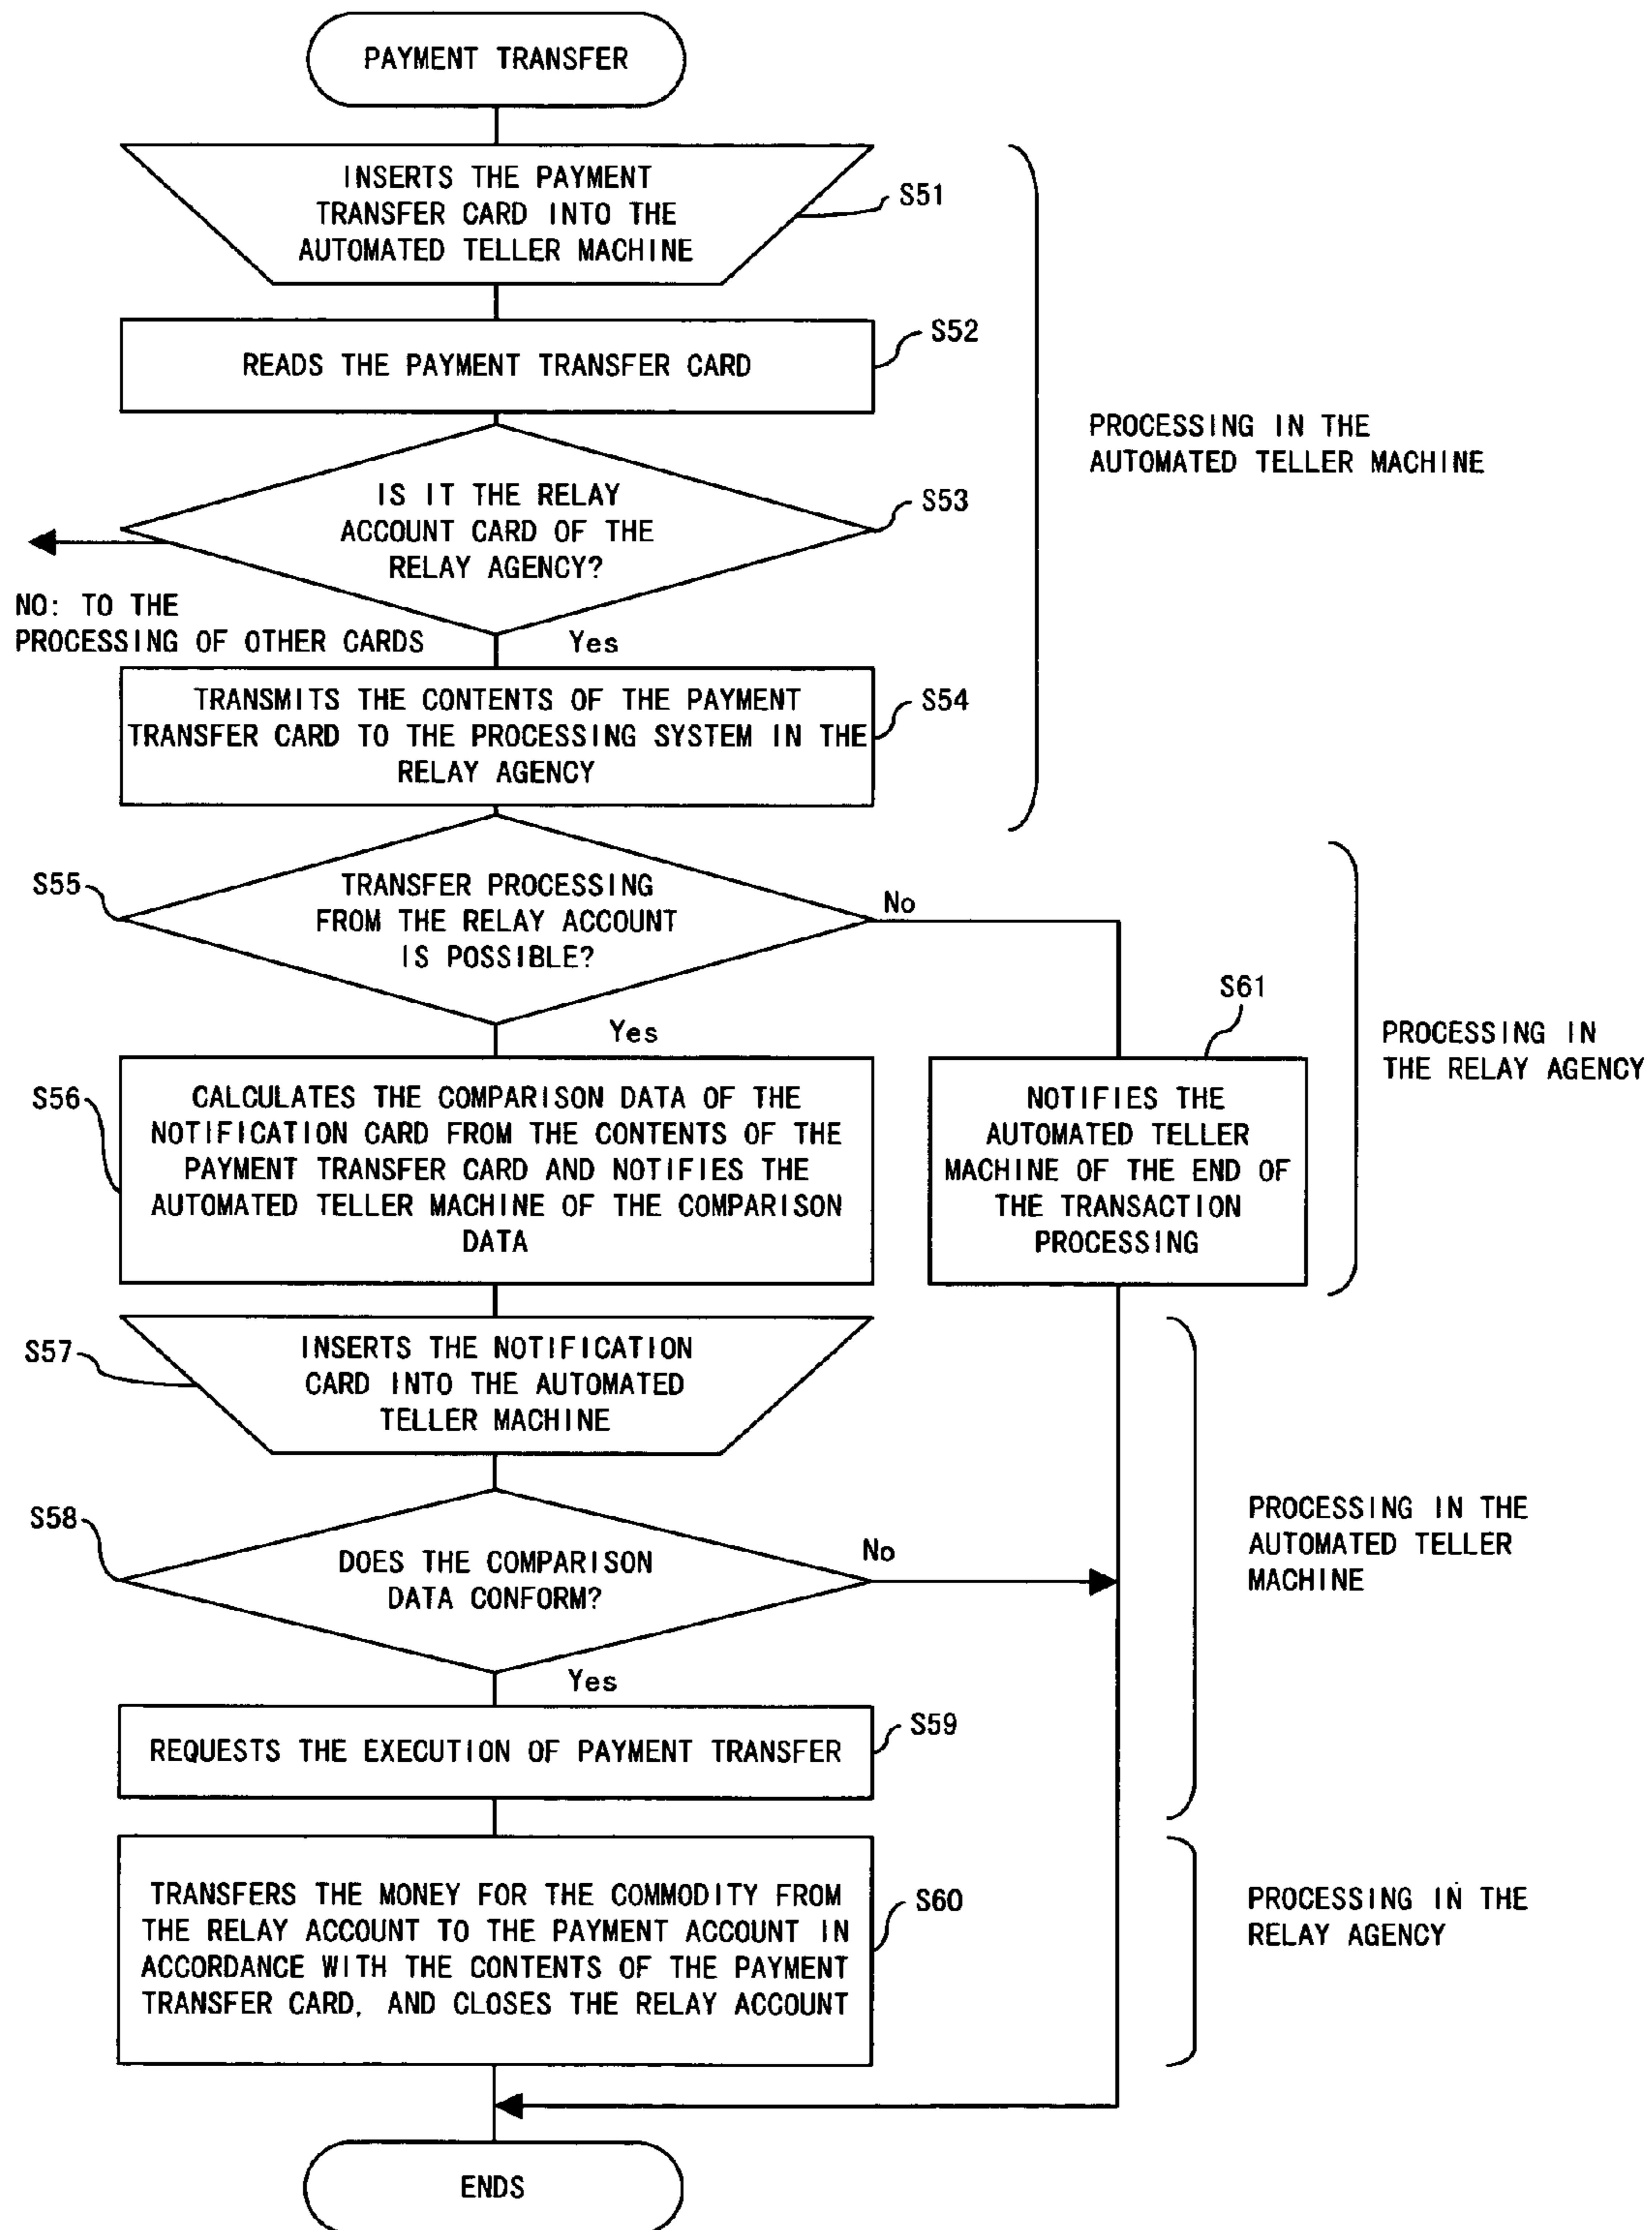 PAYMENT TRANSFER
INSERTS THE PAYMENT
TRANSFER CARD INTO THE
AUTOMATED TELLER MACHINE
S51
READS THE PAYMENT TRANSFER CARD
S52
PROCESSING IN THE
AUTOMATED TELLER MACHINE
IS IT THE RELAY
ACCOUNT CARD OF THE
RELAY AGENCY?
S53
NO: TO THE
PROCESSING OF OTHER CARDS
Yes
TRANSMITS THE CONTENTS OF THE PAYMENT
TRANSFER CARD TO THE PROCESSING SYSTEM IN THE
RELAY AGENCY
S54
S55
TRANSFER PROCESSING
FROM THE RELAY ACCOUNT
IS POSSIBLE?
No
Yes
S61
PROCESSING IN
THE RELAY AGENCY
S56
CALCULATES THE COMPARISON DATA OF THE
NOTIFICATION CARD FROM THE CONTENTS OF THE
PAYMENT TRANSFER CARD AND NOTIFIES THE
AUTOMATED TELLER MACHINE OF THE COMPARISON
DATA
NOTIFIES THE
AUTOMATED TELLER
MACHINE OF THE END OF
THE TRANSACTION
PROCESSING
S57
INSERTS THE NOTIFICATION
CARD INTO THE AUTOMATED
TELLER MACHINE
S58
DOES THE COMPARISON
DATA CONFORM?
No
Yes
PROCESSING IN THE
AUTOMATED TELLER
MACHINE
REQUESTS THE EXECUTION OF PAYMENT TRANSFER
S59
TRANSFERS THE MONEY FOR THE COMMODITY FROM
THE RELAY ACCOUNT TO THE PAYMENT ACCOUNT IN
ACCORDANCE WITH THE CONTENTS OF THE PAYMENT
TRANSFER CARD, AND CLOSES THE RELAY ACCOUNT
S60
PROCESSING IN THE
RELAY AGENCY
ENDS